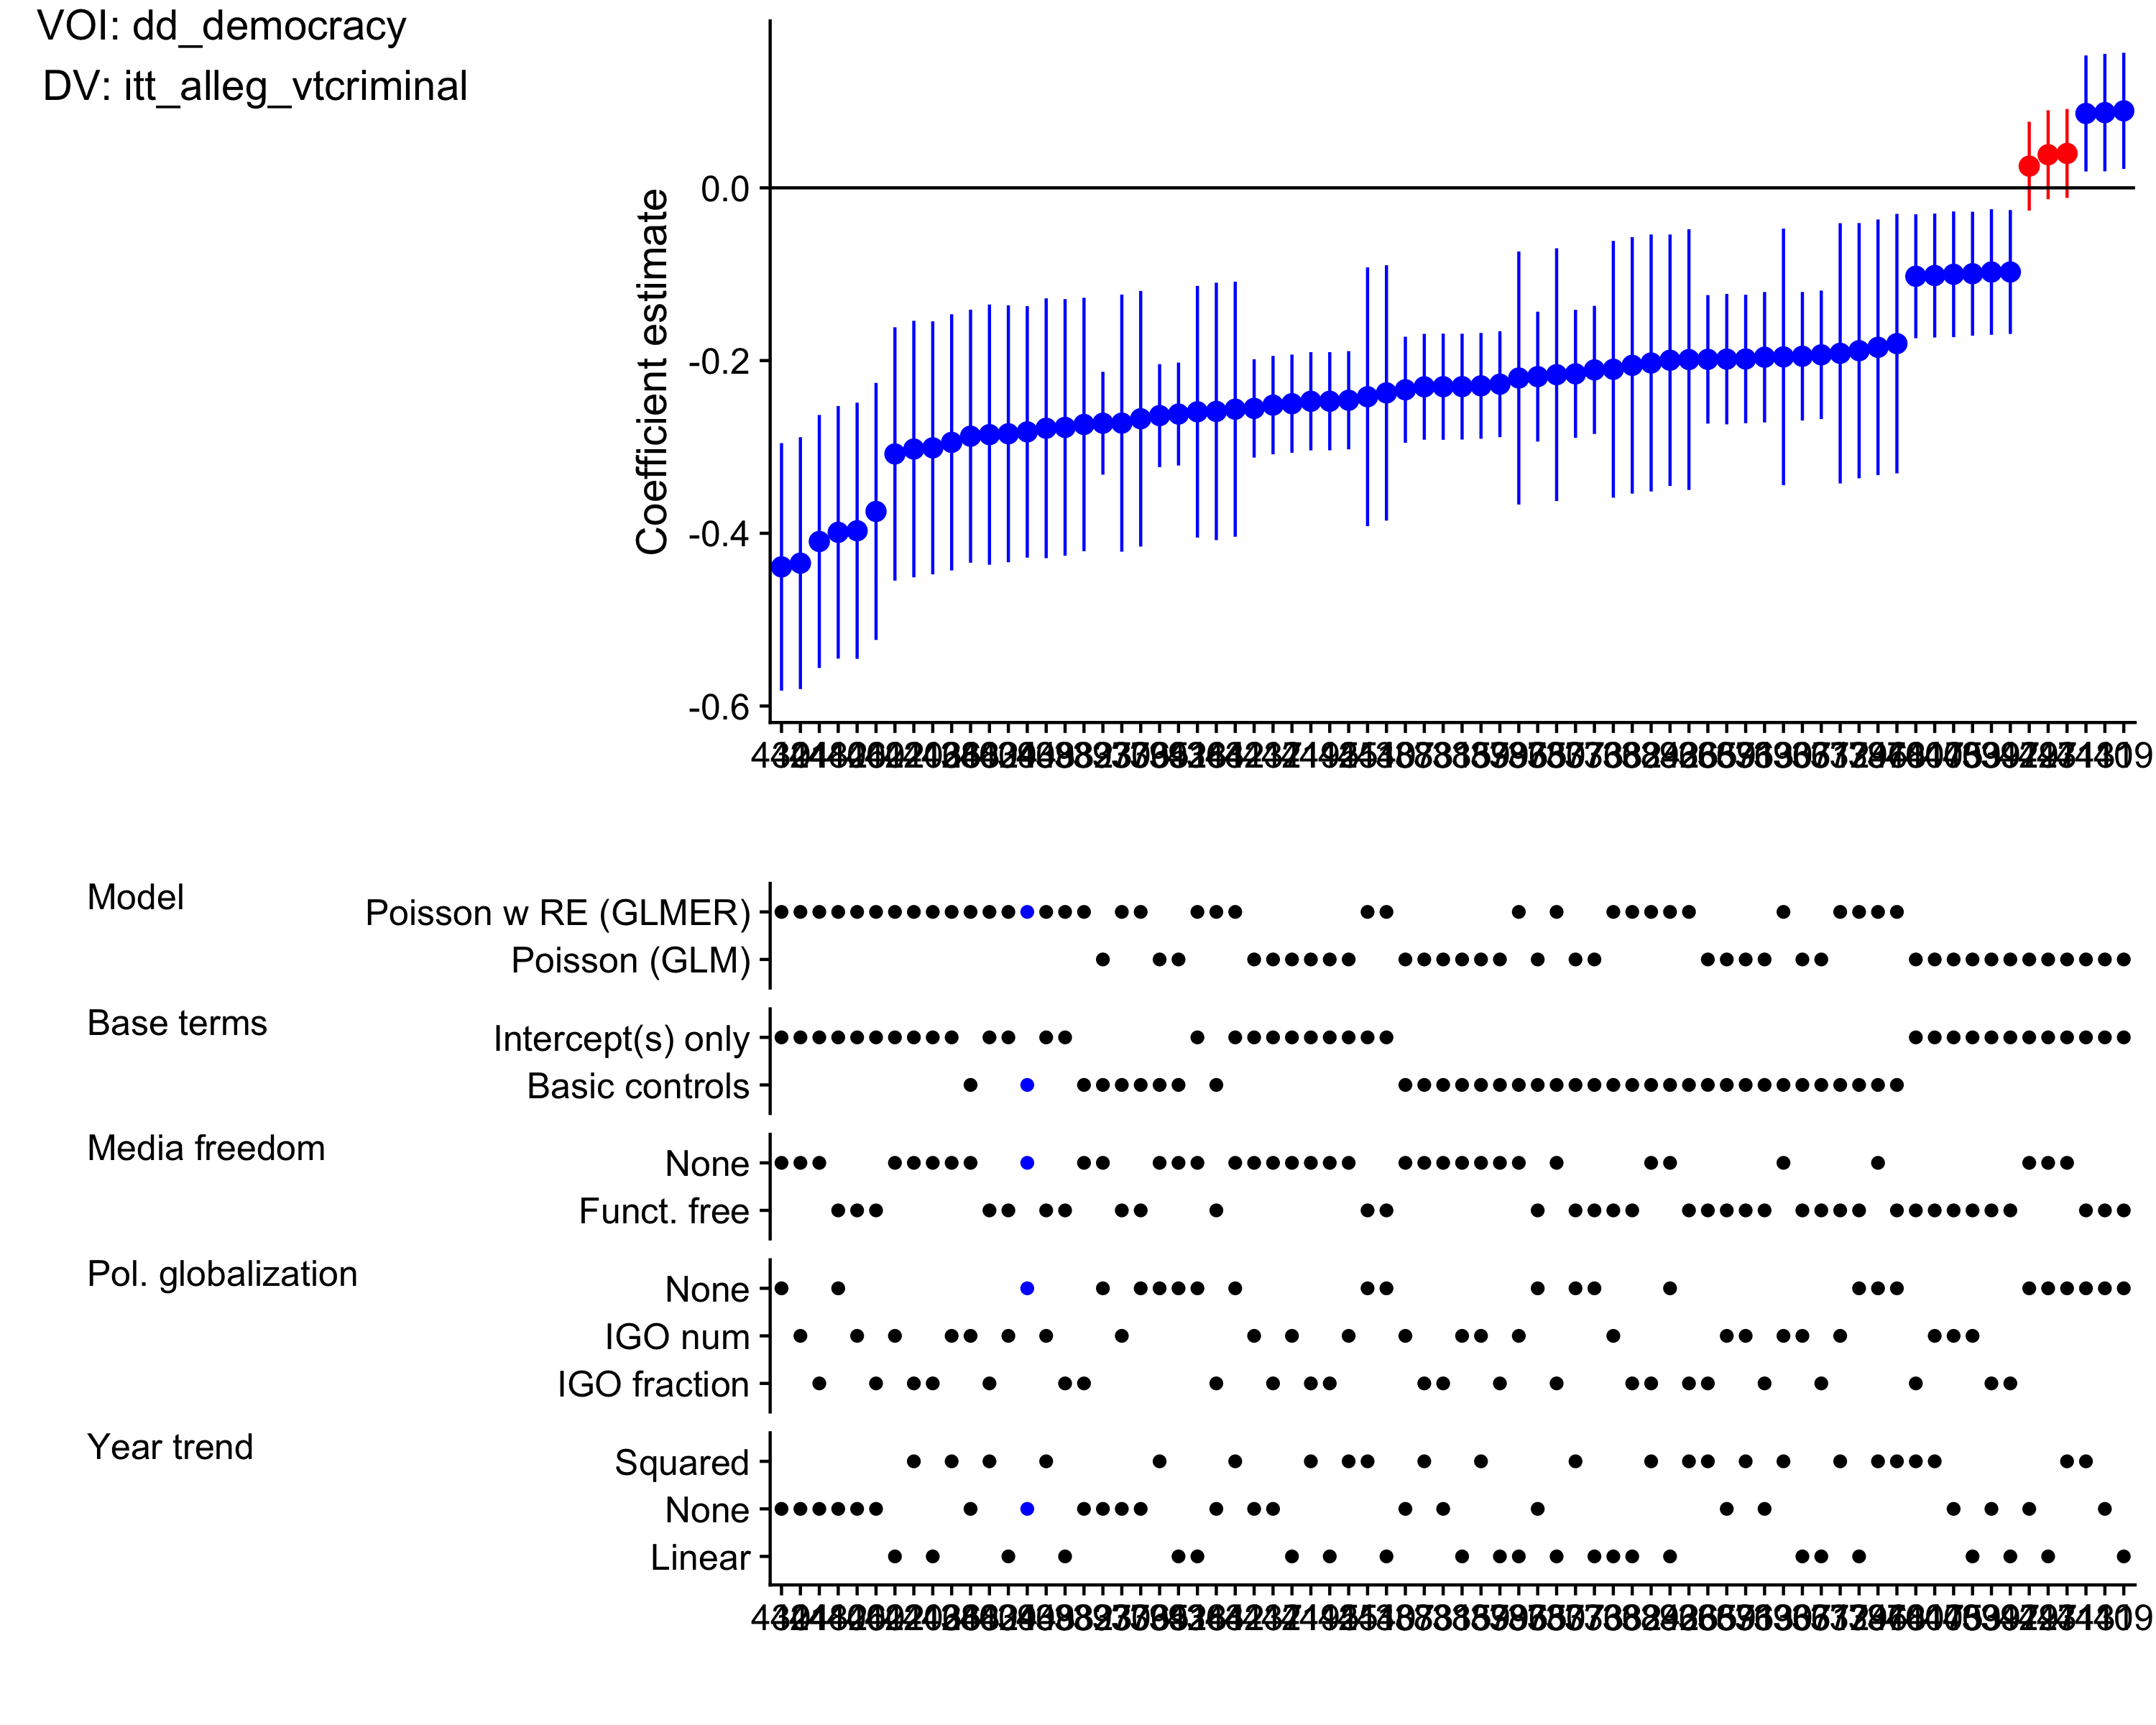 VOI: dd_democracy
DV: itt_alleg_vtcriminal
Coefficient estimate
0.0
-0.2
-0.4
-0.6
Model
Poisson w RE (GLMER)
Poisson (GLM)
Base terms
Intercept(s) only
Basic controls
Media freedom
None
Funct. free
Pol. globalization
None
IGO num
IGO fraction
Year trend
Squared
None
Linear